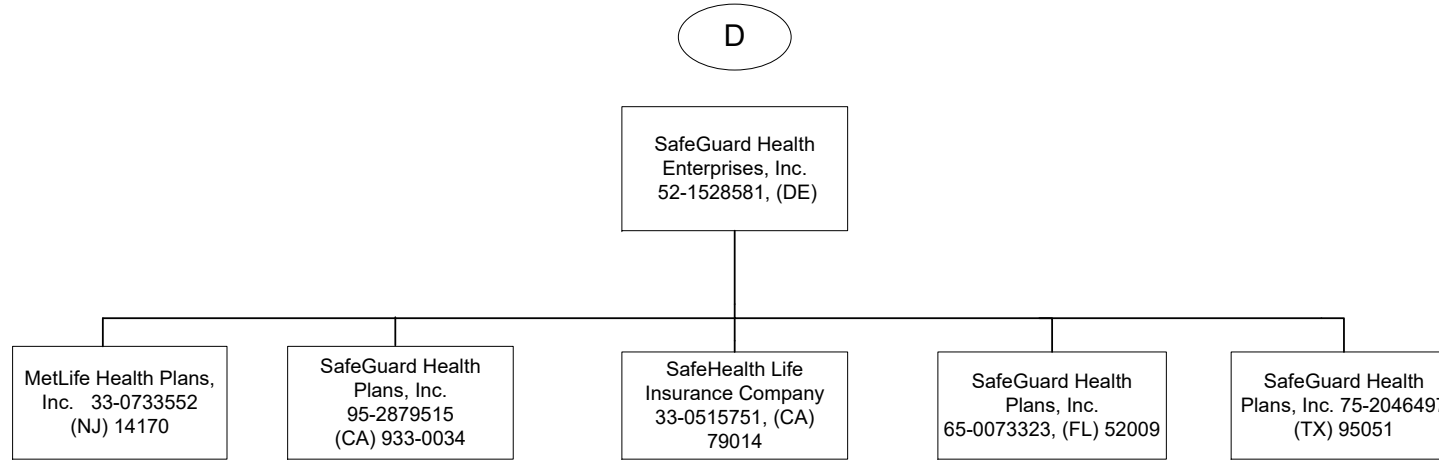 D
SafeGuard Health
Enterprises, Inc.
52-1528581, (DE)
MetLife Health Plans,
Inc. 33-0733552
(NJ) 14170
SafeGuard Health
Plans, Inc.
95-2879515
(CA) 933-0034
SafeHealth Life
Insurance Company
33-0515751, (CA)
79014
SafeGuard Health
Plans, Inc.
65-0073323, (FL) 52009
SafeGuard Health
Plans, Inc. 75-2046497
(TX) 95051